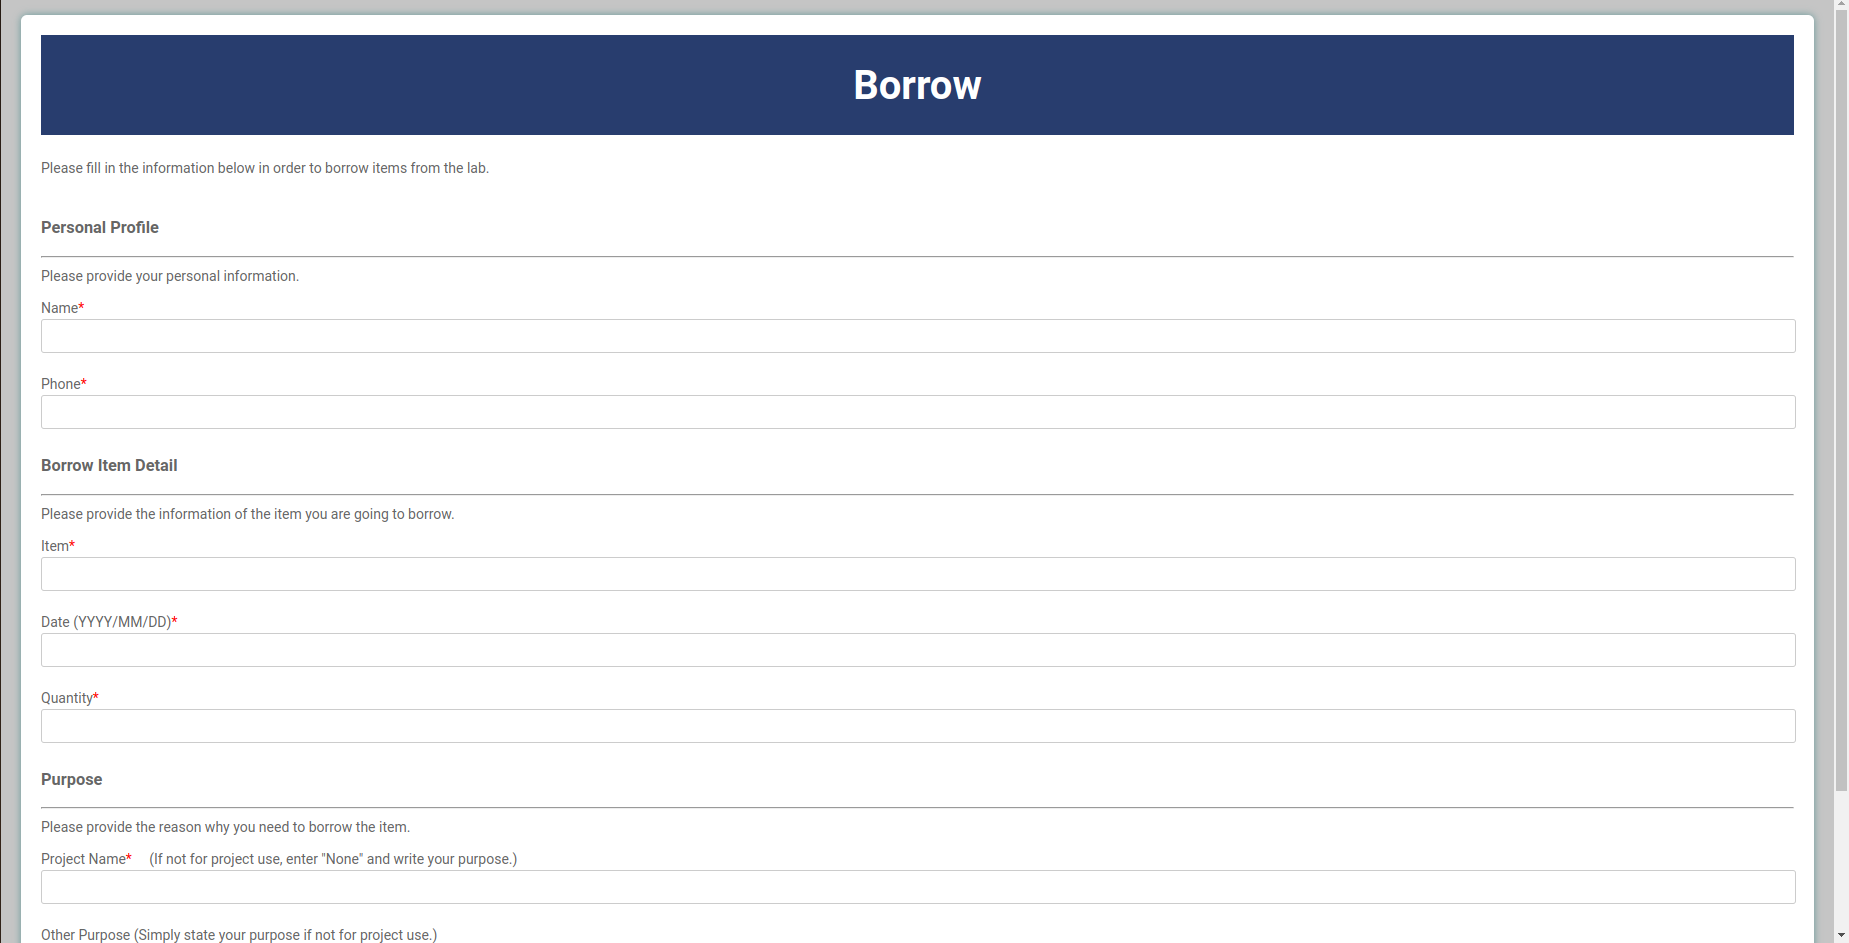 Borrow
Please fill in the information below in order to borrow items from the lab.
Personal Profile
Please provide your personal information.
Name*
Phone*
Borrow Item Detail
Please provide the information of the item you are going to borrow.
Item*
Date (YYYY/MM/DD)*
Quantity*
Purpose
Please provide the reason why you need to borrow the item.
Project Name* (If not for project use, enter "None" and write your purpose.)
Other Purpose (Simply state your purpose if not for project use.)